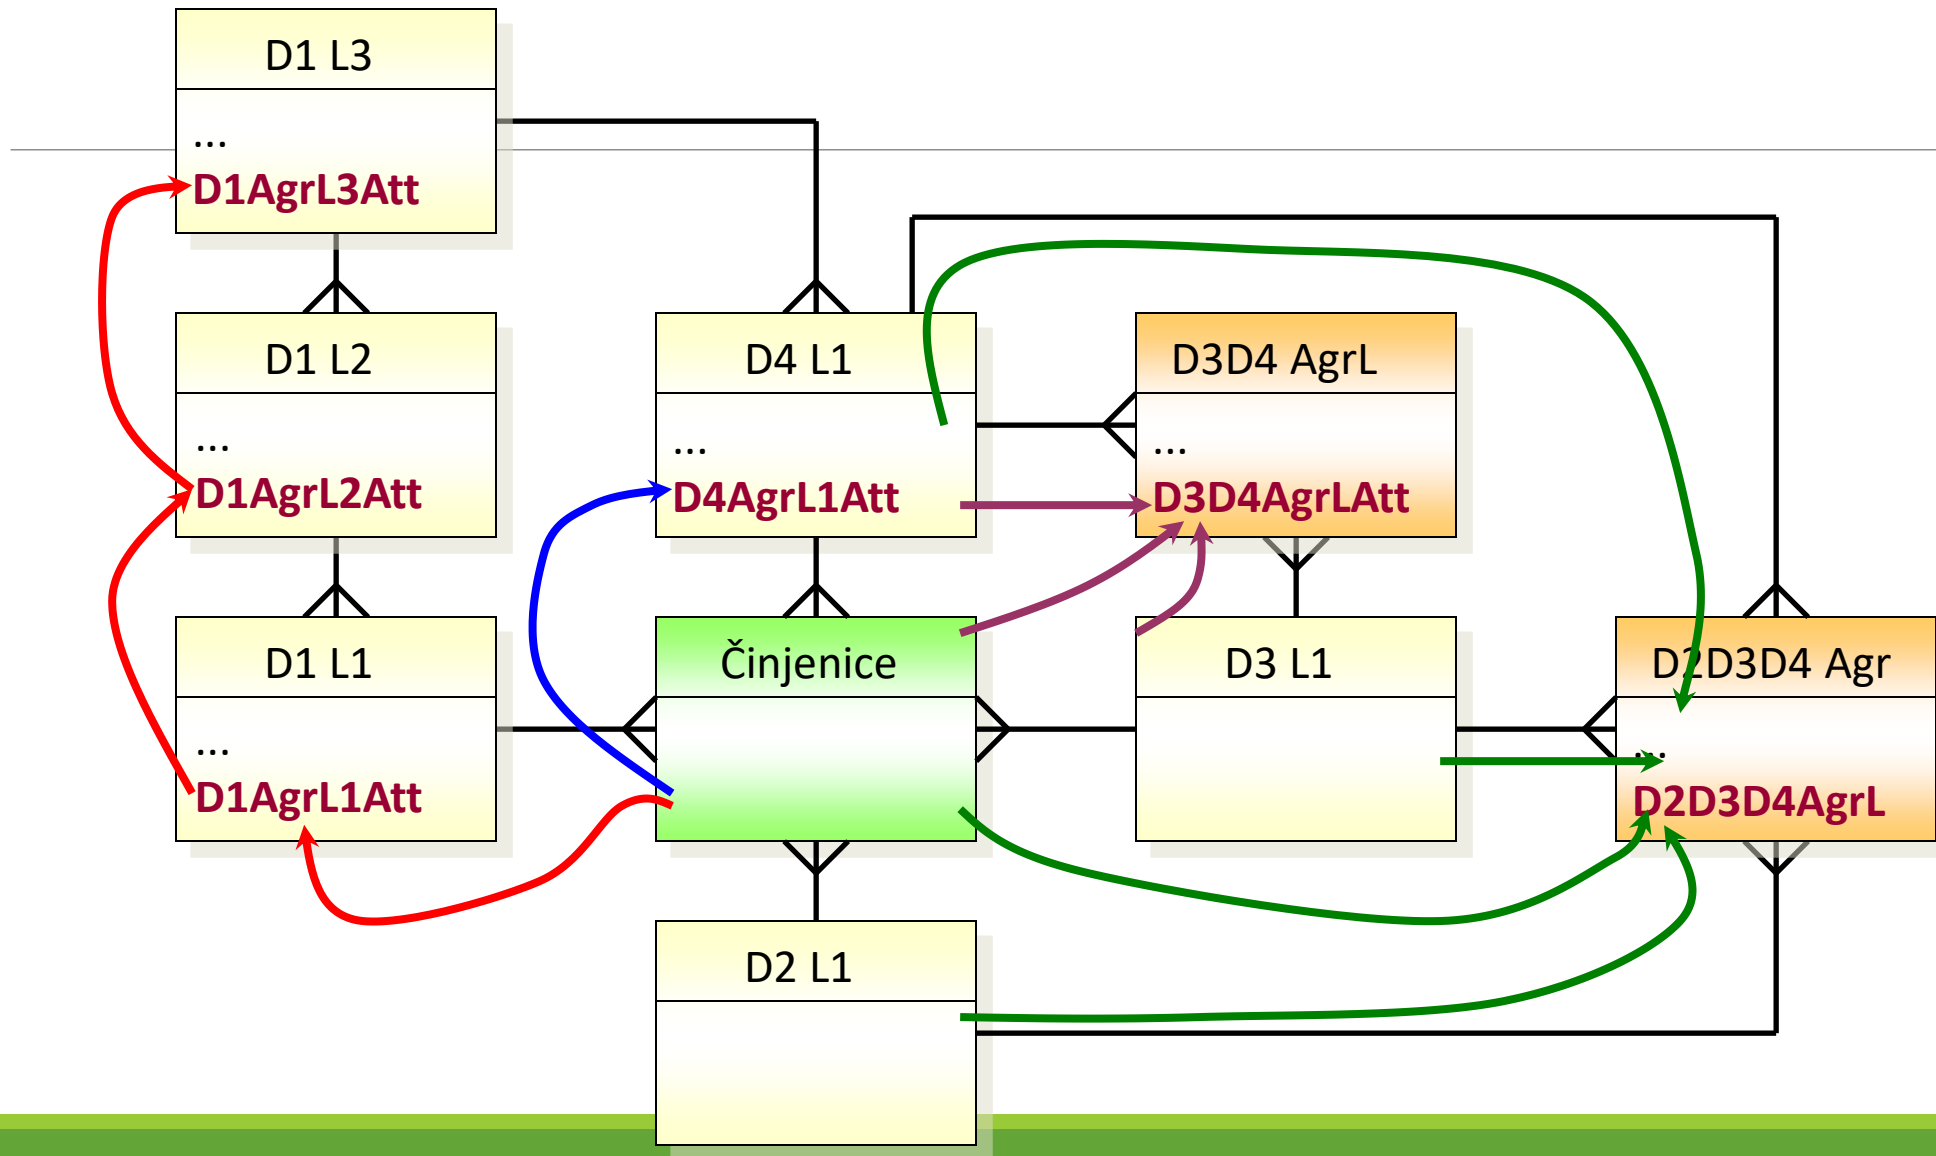 D1 L3
...
D1AgrL3Att
D1 L2
...
D1AgrL2Att
D4 L1
...
D4AgrL1Att
D3D4 AgrL
...
D3D4AgrLAtt
D1 L1
...
D1AgrL1Att
Činjenice
D3 L1
D2D3D4 Agr
...
D2D3D4AgrL
D2 L1